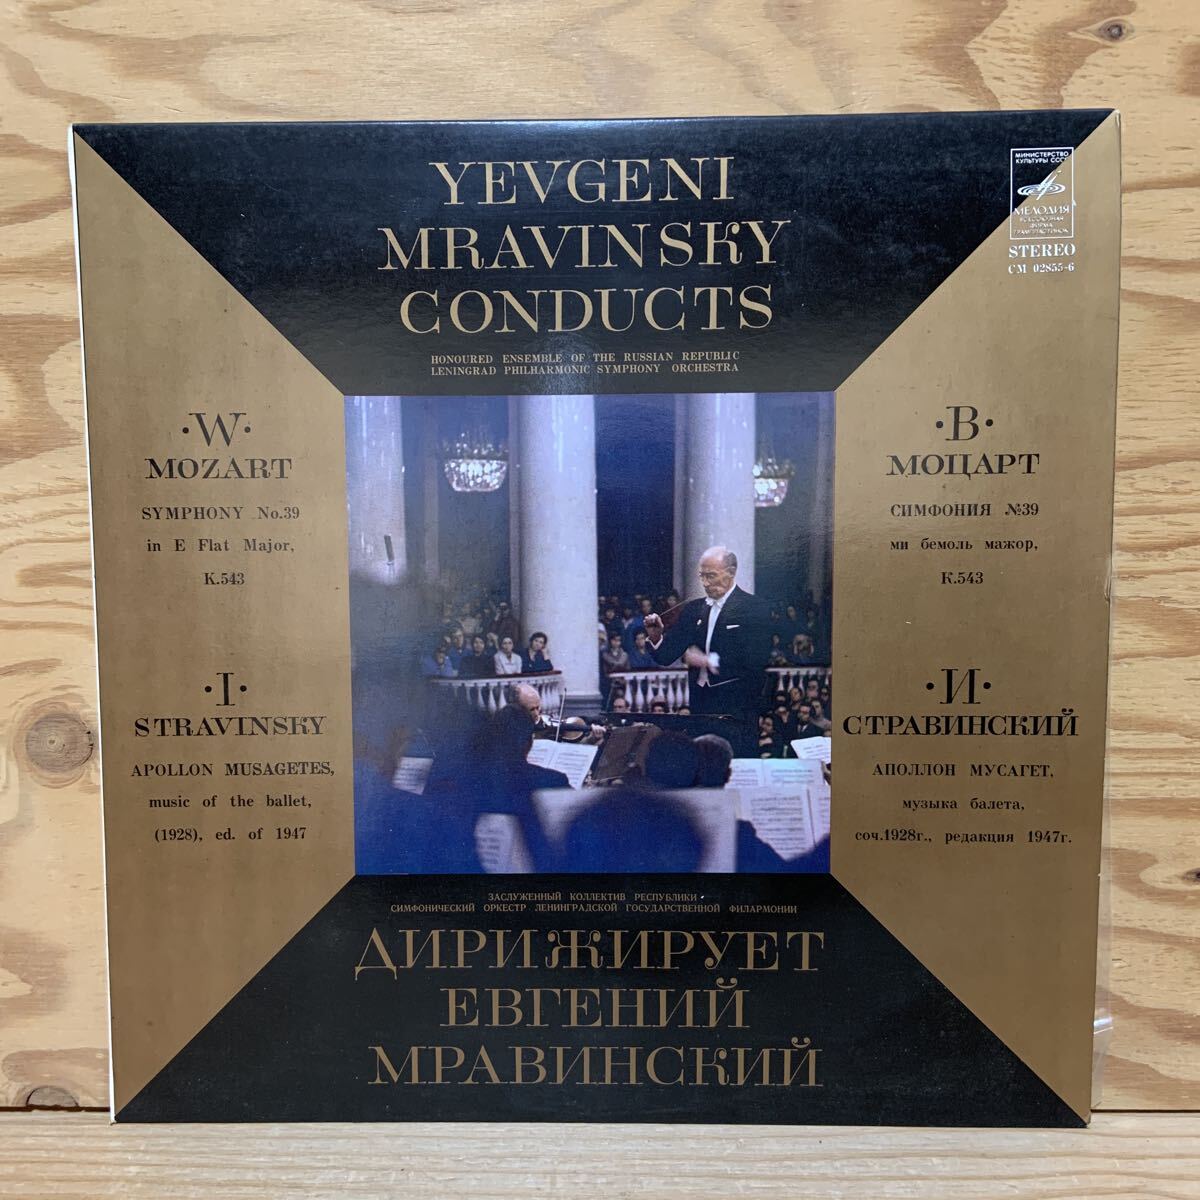 YEVGENI
MRAVINSKY
CONDUCTS
HONOURED ENSEMBLE OF THE RUSSIAN REPUBLIC
LENINGRAD PHILHARMONIC SYMPHONY ORCHESTRA
МИНИСТЕРСТВО
КУЛЬТУРЫ СССР
МЕЛОДИЯ
ВСЕСОЮЗНАЯ
ФИРМА
ГРАМПЛАСТИНОК
STEREO
СМ 02855-6
·W·
MOZART
SYMPHONY No.39
in E Flat Major,
K.543
·I·
STRAVINSKY
APOLLON MUSAGETES,
music of the ballet,
(1928), ed. of 1947
·В·
МОЦАРТ
СИМФОНИЯ №39
ми бемоль мажор,
К.543
·И·
СТРАВИНСКИЙ
АПОЛЛОН МУСАГЕТ,
музыка балета,
соч.1928г., редакция 1947г.
ЗАСЛУЖЕННЫЙ КОЛЛЕКТИВ РЕСПУБЛИКИ
СИМФОНИЧЕСКИЙ ОРКЕСТР ЛЕНИНГРАДСКОЙ ГОСУДАРСТВЕННОЙ ФИЛАРМОНИИ
ДИРИЖИРУЕТ
ЕВГЕНИЙ
МРАВИНСКИЙ